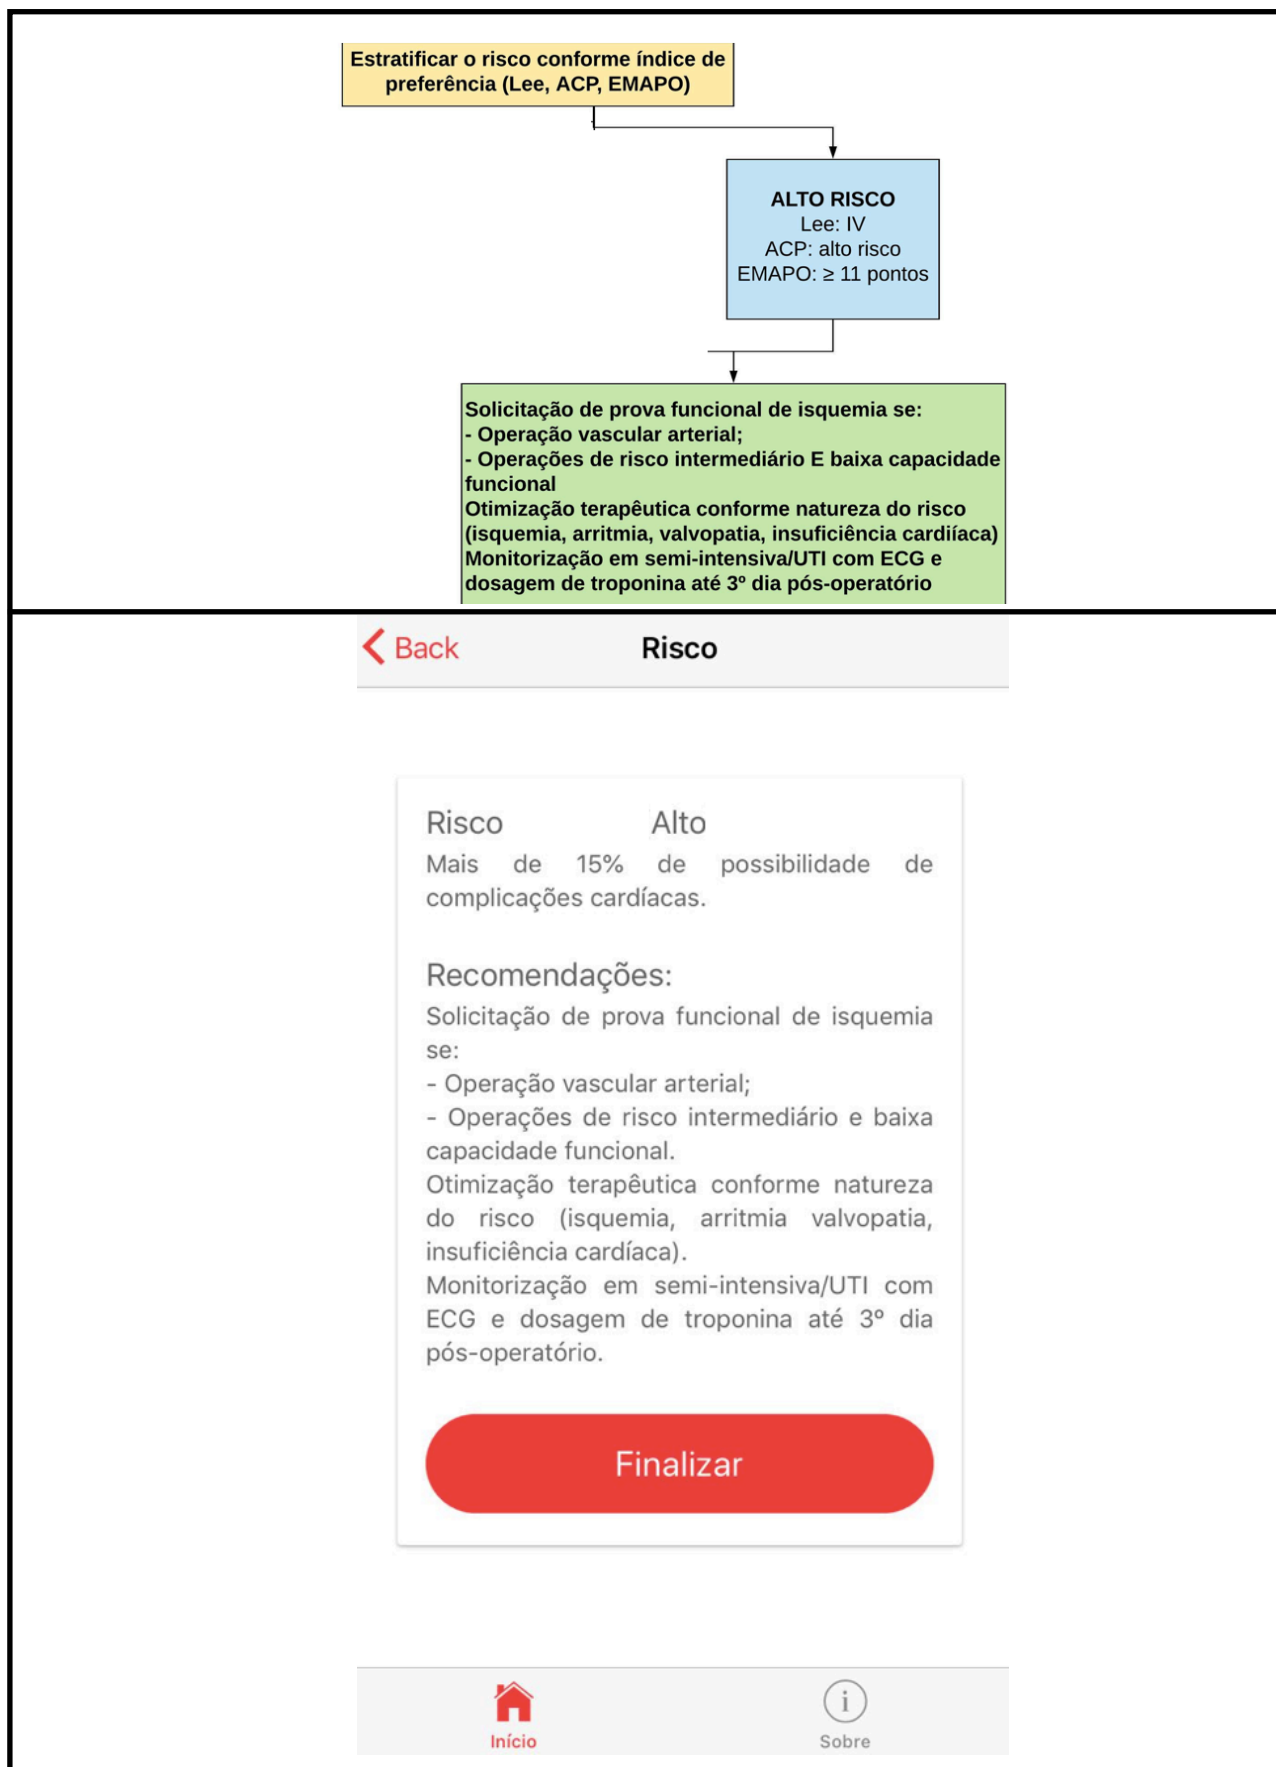 Estratificar o risco conforme índice de
preferência (Lee, ACP, EMAPO)
ALTO RISCO
Lee: IV
ACP: alto risco
EMAPO: ≥ 11 pontos
Solicitação de prova funcional de isquemia se:
- Operação vascular arterial;
- Operações de risco intermediário E baixa capacidade
funcional
Otimização terapêutica conforme natureza do risco
(isquemia, arritmia, valvopatia, insuficiência cardiíaca)
Monitorização em semi-intensiva/UTI com ECG e
dosagem de troponina até 3º dia pós-operatório
Back Risco
Risco Alto
Mais de 15% de possibilidade de
complicações cardíacas.
Recomendações:
Solicitação de prova funcional de isquemia
se:
- Operação vascular arterial;
- Operações de risco intermediário e baixa
capacidade funcional.
Otimização terapêutica conforme natureza
do risco (isquemia, arritmia valvopatia,
insuficiência cardíaca).
Monitorização em semi-intensiva/UTI com
ECG e dosagem de troponina até 3º dia
pós-operatório.
Finalizar
Início Sobre